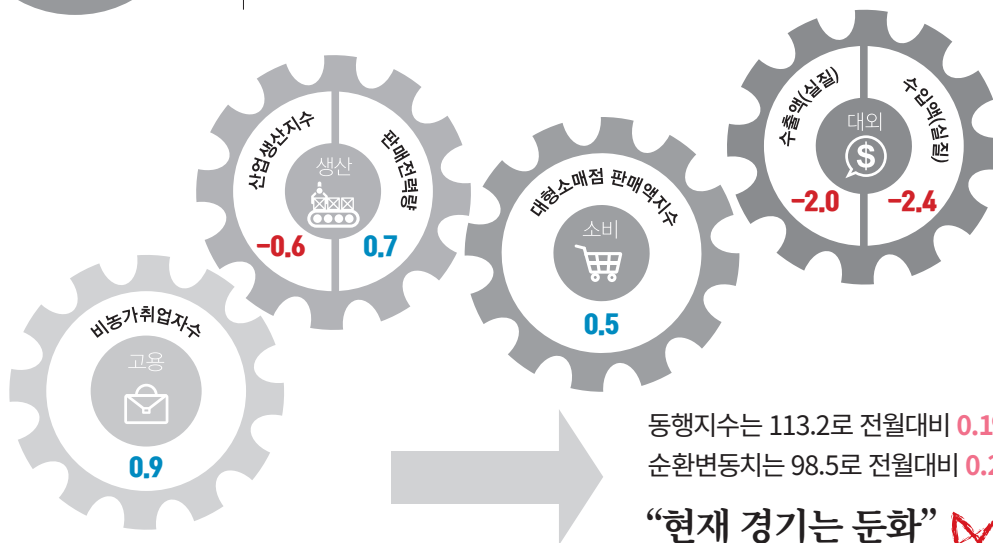 수출액(실질)
수입액(실질)
대외
$
-2.0
-2.4
산업생산지수
판매전력량
생산
-0.6
0.7
대형소매점 판매액지수
소비
0.5
비농가취업자수
고용
0.9
동행지수는 113.2로 전월대비 0.1
순환변동치는 98.5로 전월대비 0.2
“현재 경기는 둔화”